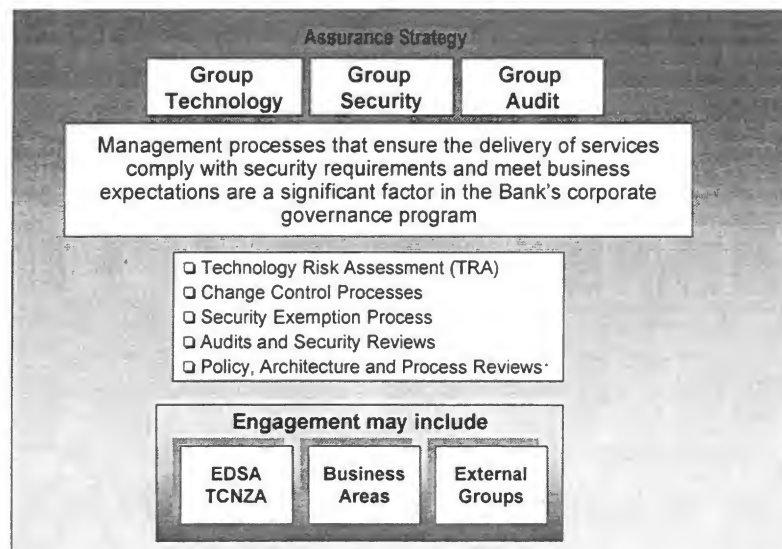 Assurance Strategy
Group Technology
Group Security
Group Audit
Management processes that ensure the delivery of services
comply with security requirements and meet business
expectations are a significant factor in the Bank's corporate
governance program
❑ Technology Risk Assessment (TRA)
❑ Change Control Processes
❑ Security Exemption Process
❑ Audits and Security Reviews
❑ Policy, Architecture and Process Reviews
Engagement may include
EDSA
TCNZA
Business
Areas
External
Groups